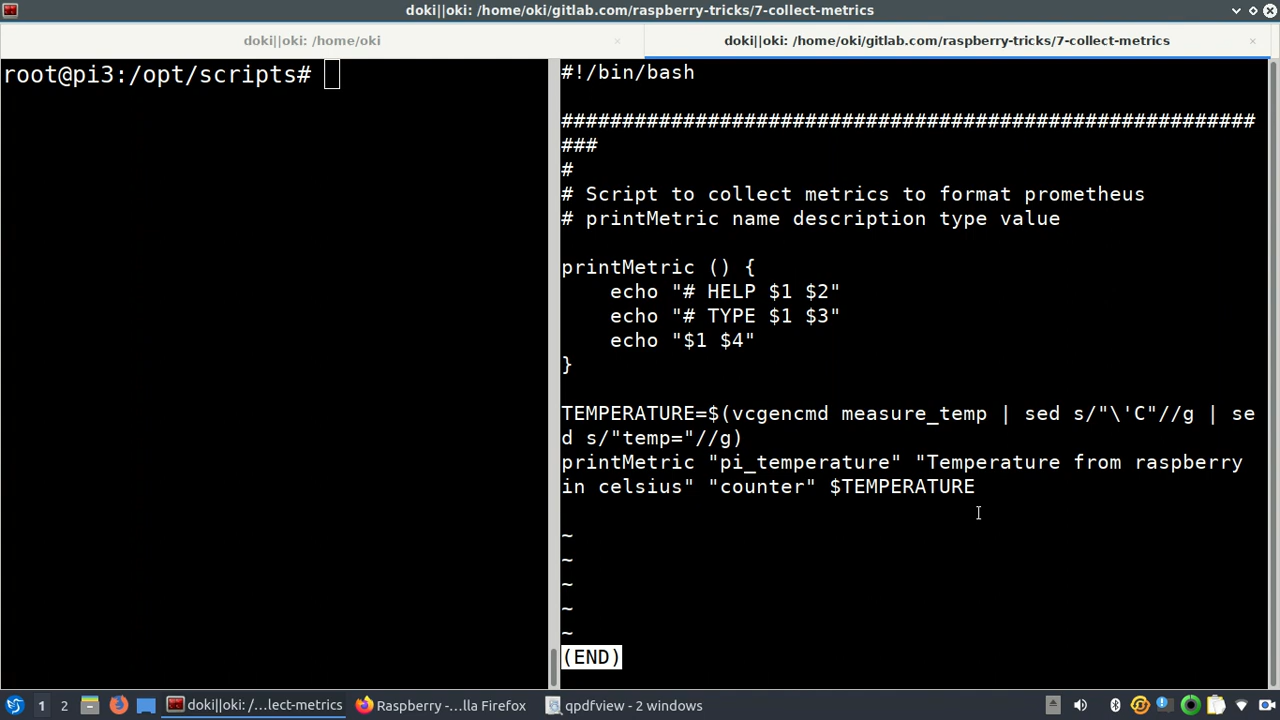 doki||oki: /home/oki/gitlab.com/raspberry-tricks/7-collect-metrics
doki||oki: /home/oki
doki||oki: /home/oki/gitlab.com/raspberry-tricks/7-collect-metrics
root@pi3:/opt/scripts#
#!/bin/bash
#########################################################
###
#
# Script to collect metrics to format prometheus
# printMetric name description type value
printMetric () {
    echo "# HELP $1 $2"
    echo "# TYPE $1 $3"
    echo "$1 $4"
}
TEMPERATURE=$(vcgencmd measure_temp | sed s/"\'C"//g | se
d s/"temp="//g)
printMetric "pi_temperature" "Temperature from raspberry
in celsius" "counter" $TEMPERATURE
~
~
~
~
~
(END)
1 2 doki||oki: /...lect-metrics Raspberry -...lla Firefox qpdfview - 2 windows